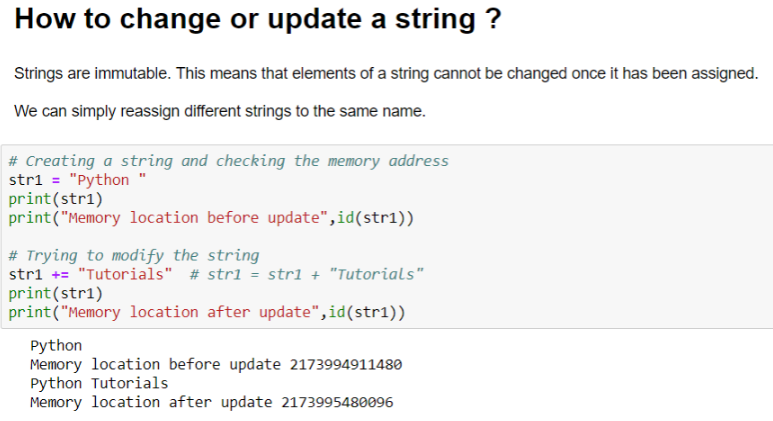 How to change or update a string ?
Strings are immutable. This means that elements of a string cannot be changed once it has been assigned.
We can simply reassign different strings to the same name.
# Creating a string and checking the memory address
str1 = "Python "
print(str1)
print("Memory location before update",id(str1))
# Trying to modify the string
str1 += "Tutorials"  # str1 = str1 + "Tutorials"
print(str1)
print("Memory location after update",id(str1))
Python
Memory location before update 2173994911480
Python Tutorials
Memory location after update 2173995480096